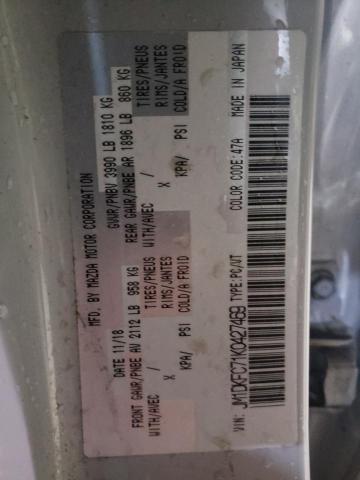 MFD. BY MAZDA MOTOR CORPORATION
DATE 11/18 GVWR/PNBV 3990 LB 1810 KG
FRONT GAWR/PNBE AV 2112 LB 958 KG REAR GAWR/PNBE AR 1896 LB 860 KG
TIRES/PNEUS TIRES/PNEUS
WITH/AVEC RIMS/JANTES WITH/AVEC RIMS/JANTES
X X
KPA/ PSI COLD/A FROID KPA/ PSI COLD/A FROID
VIN: JM1DKFC71K0427469 TYPE:PC/VT
COLOR CODE:47A MADE IN JAPAN